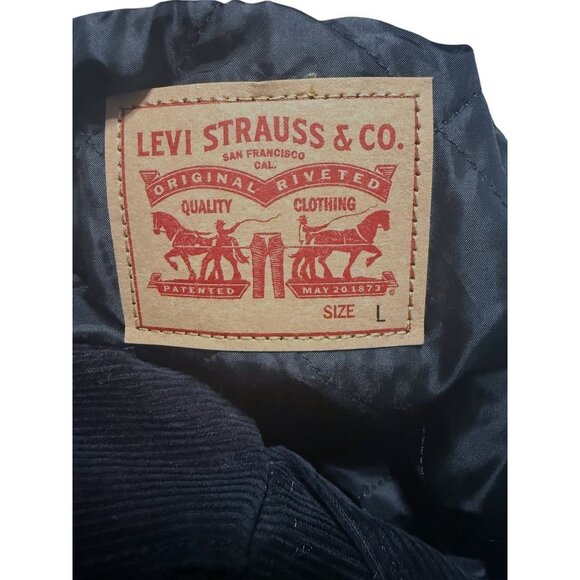 LEVI STRAUSS & CO.
SAN FRANCISCO
CAL.
ORIGINAL RIVETED
QUALITY CLOTHING
PATENTED MAY 20 1873
®
SIZE L